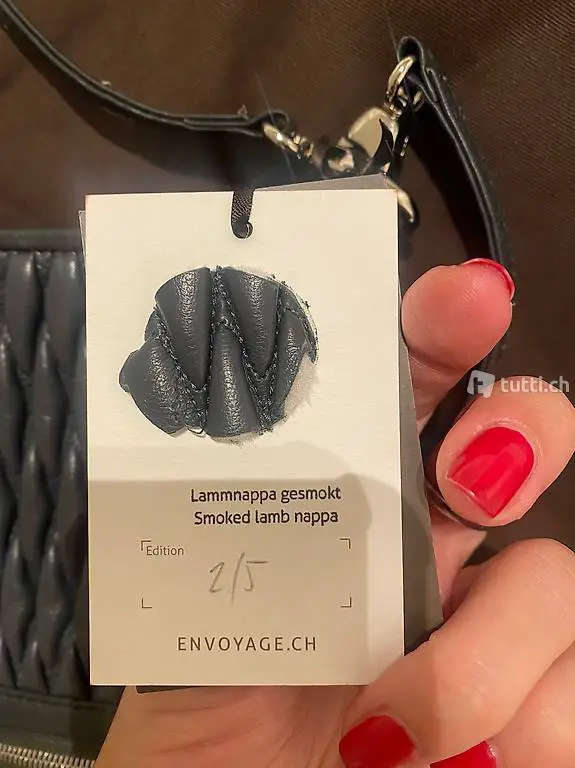 tutti.ch
Lammnappa gesmokt
Smoked lamb nappa
Edition
2/5
ENVOYAGE.CH